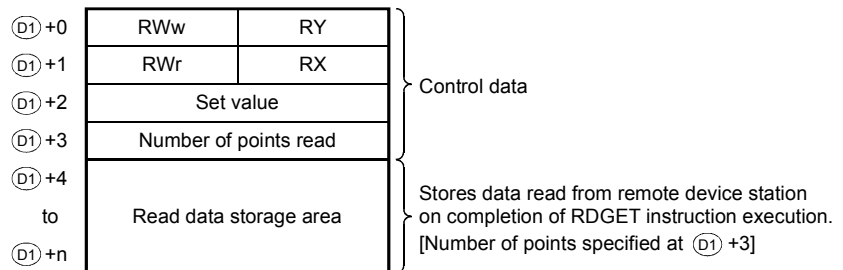 D1 +0 RWw RY
D1 +1 RWr RX
D1 +2 Set value
D1 +3 Number of points read
Control data
D1 +4
to Read data storage area
D1 +n
Stores data read from remote device station
on completion of RDGET instruction execution.
[Number of points specified at D1 +3]